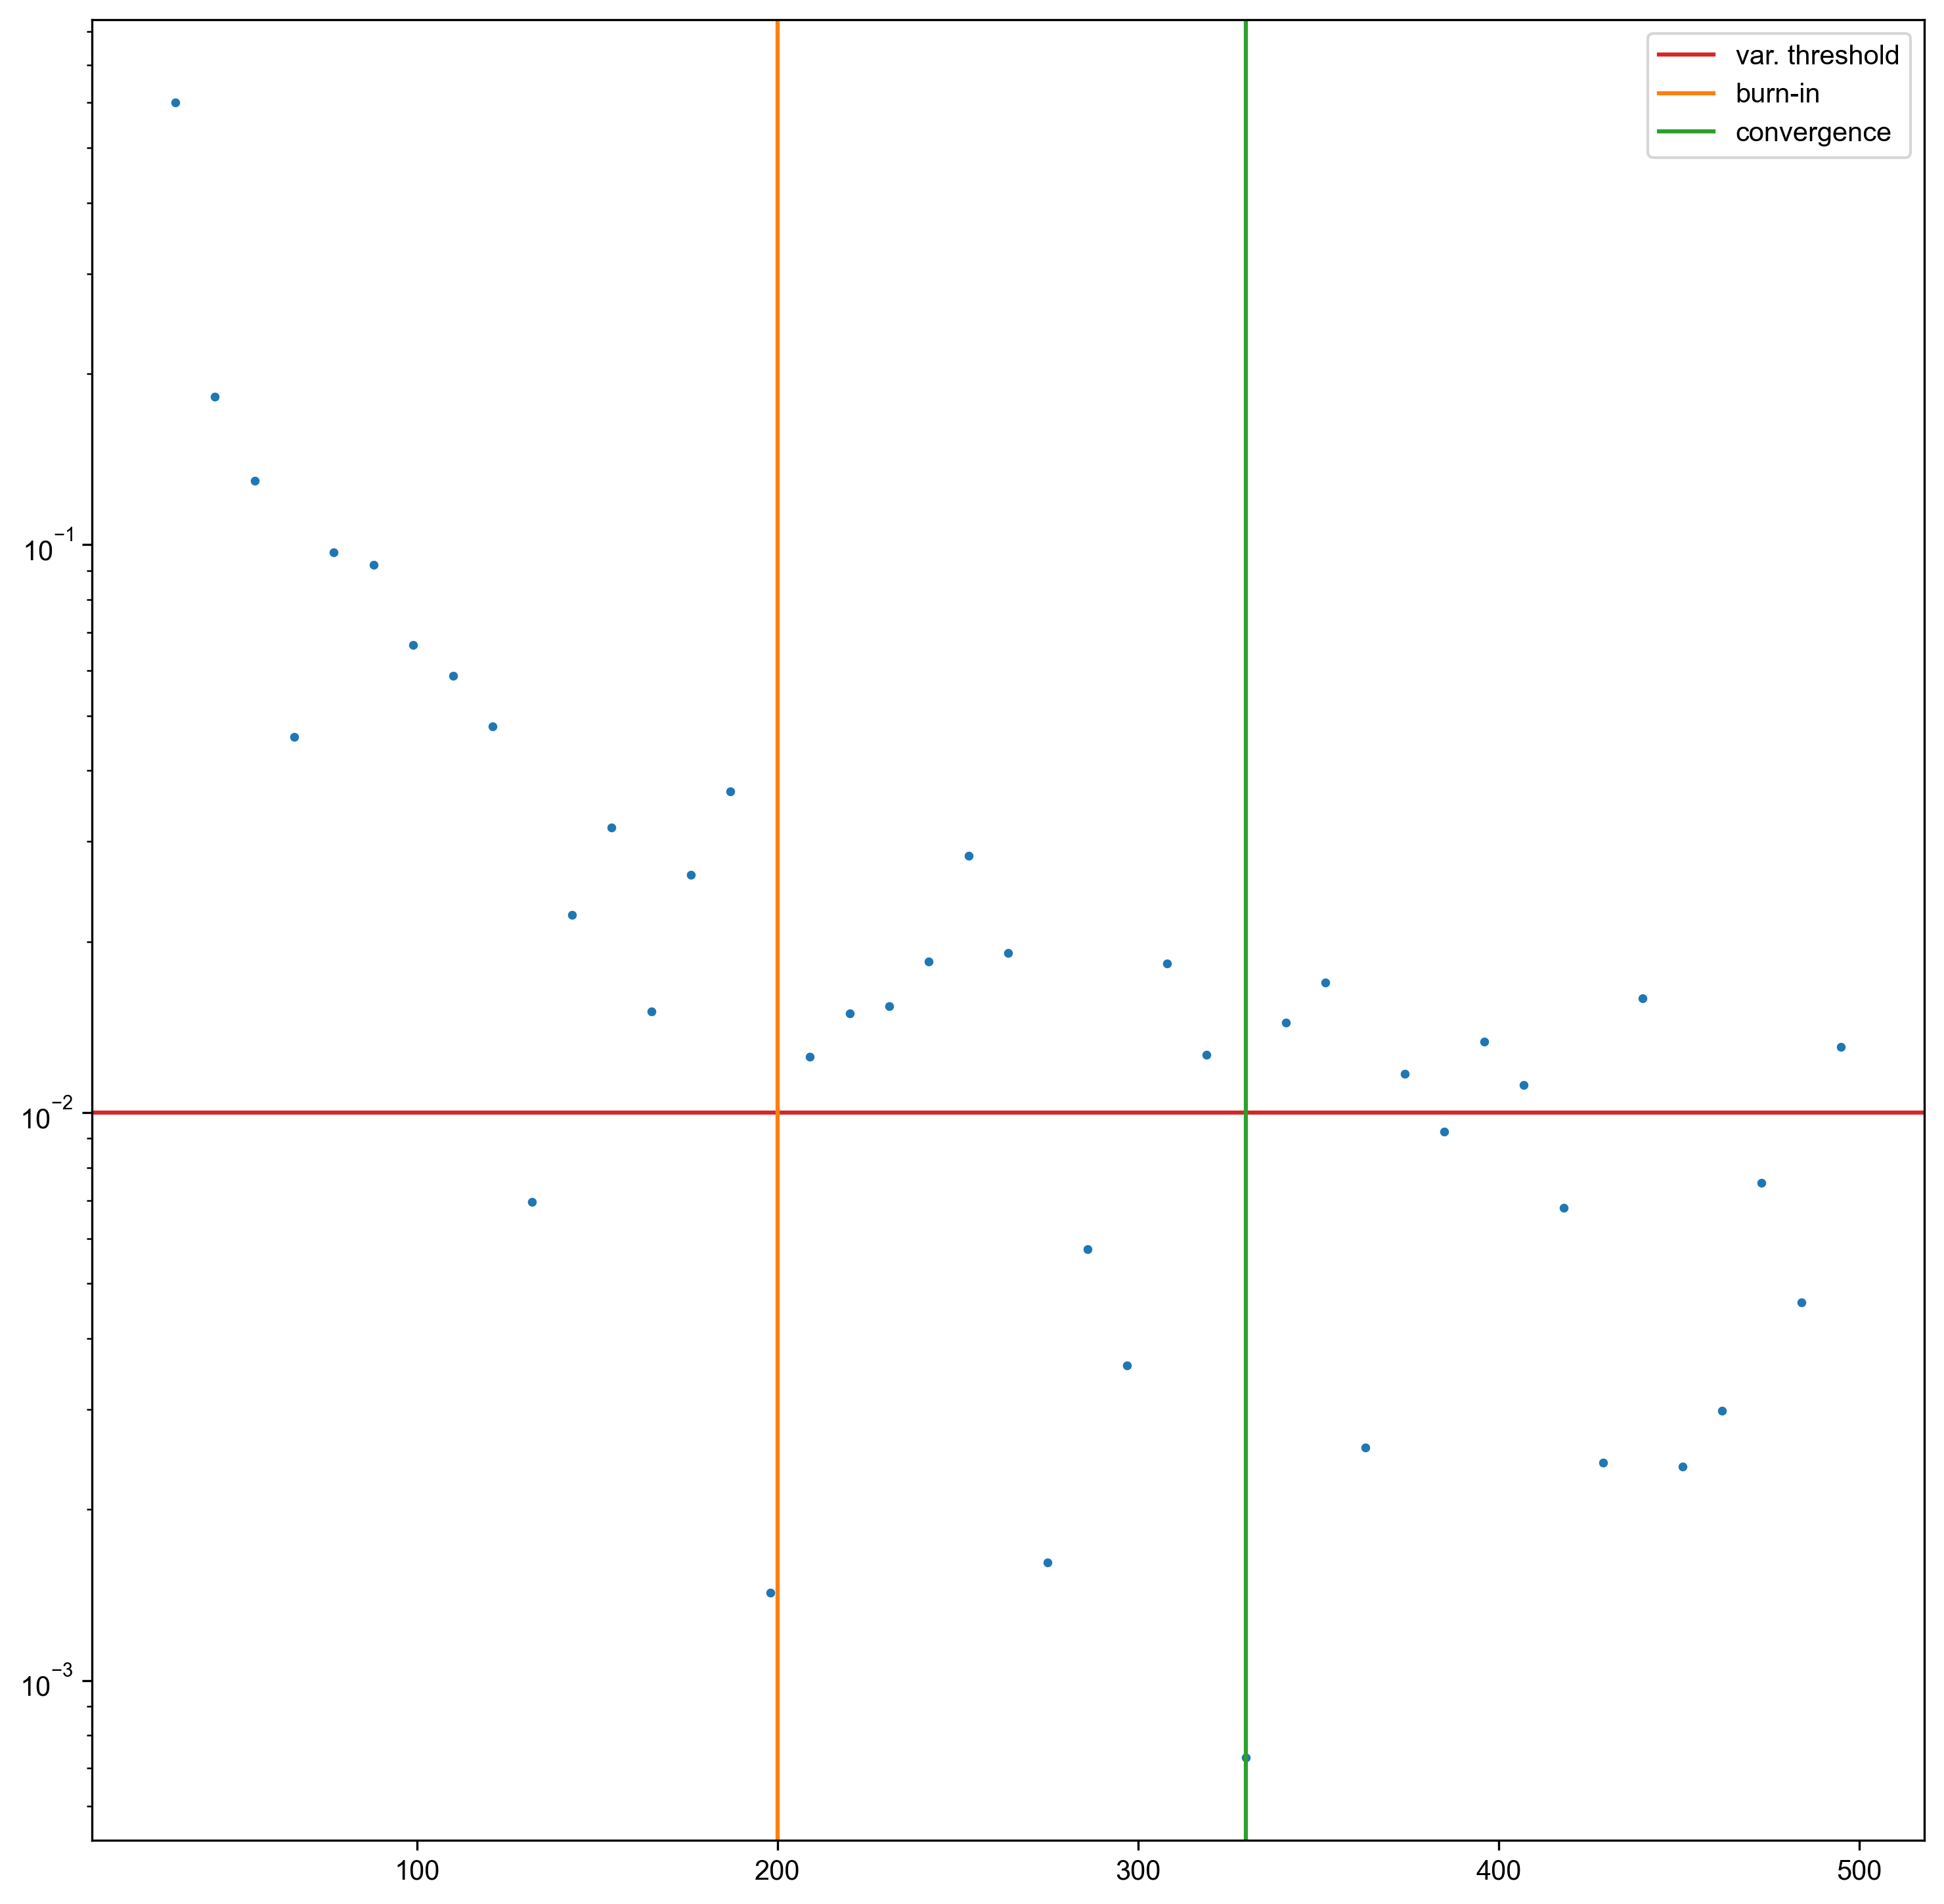 var. threshold
burn-in
convergence
10⁻¹
10⁻²
10⁻³
100 200 300 400 500